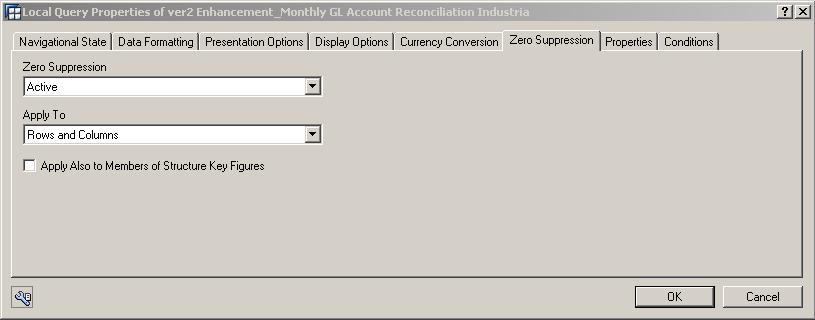 Local Query Properties of ver2 Enhancement_Monthly GL Account Reconciliation Industria
Navigational State Data Formatting Presentation Options Display Options Currency Conversion Zero Suppression Properties Conditions
Zero Suppression
Active
Apply To
Rows and Columns
Apply Also to Members of Structure Key Figures
OK Cancel